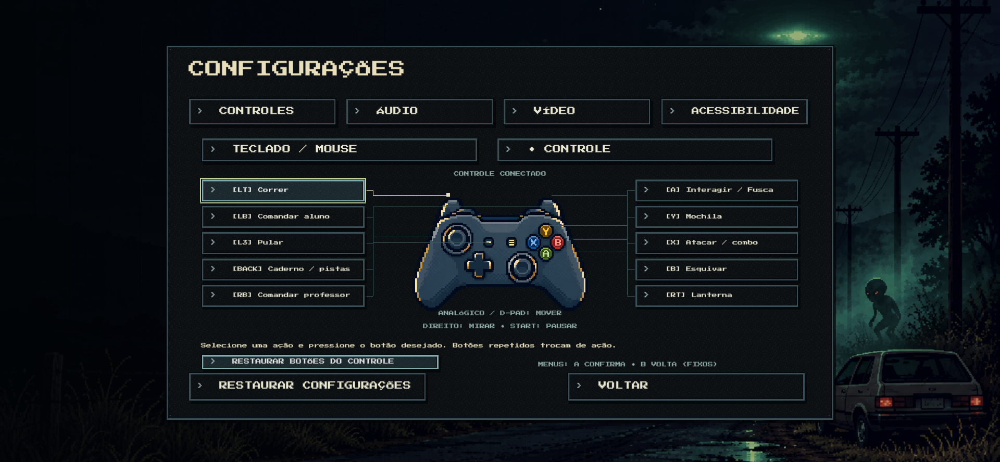 CONFIGURAÇÕES
> CONTROLES
> ÁUDIO
> VÍDEO
> ACESSIBILIDADE
> TECLADO / MOUSE
> • CONTROLE
CONTROLE CONECTADO
> [LT] Correr
> [LB] Comandar aluno
> [L3] Pular
> [BACK] Caderno / pistas
> [RB] Comandar professor
Y
X
B
A
> [A] Interagir / Fusca
> [Y] Mochila
> [X] Atacar / combo
> [B] Esquivar
> [RT] Lanterna
ANALÓGICO / D-PAD: MOVER
DIREITO: MIRAR • START: PAUSAR
Selecione uma ação e pressione o botão desejado. Botões repetidos trocam de ação.
> RESTAURAR BOTÕES DO CONTROLE
MENUS: A CONFIRMA • B VOLTA (FIXOS)
> RESTAURAR CONFIGURAÇÕES
> VOLTAR